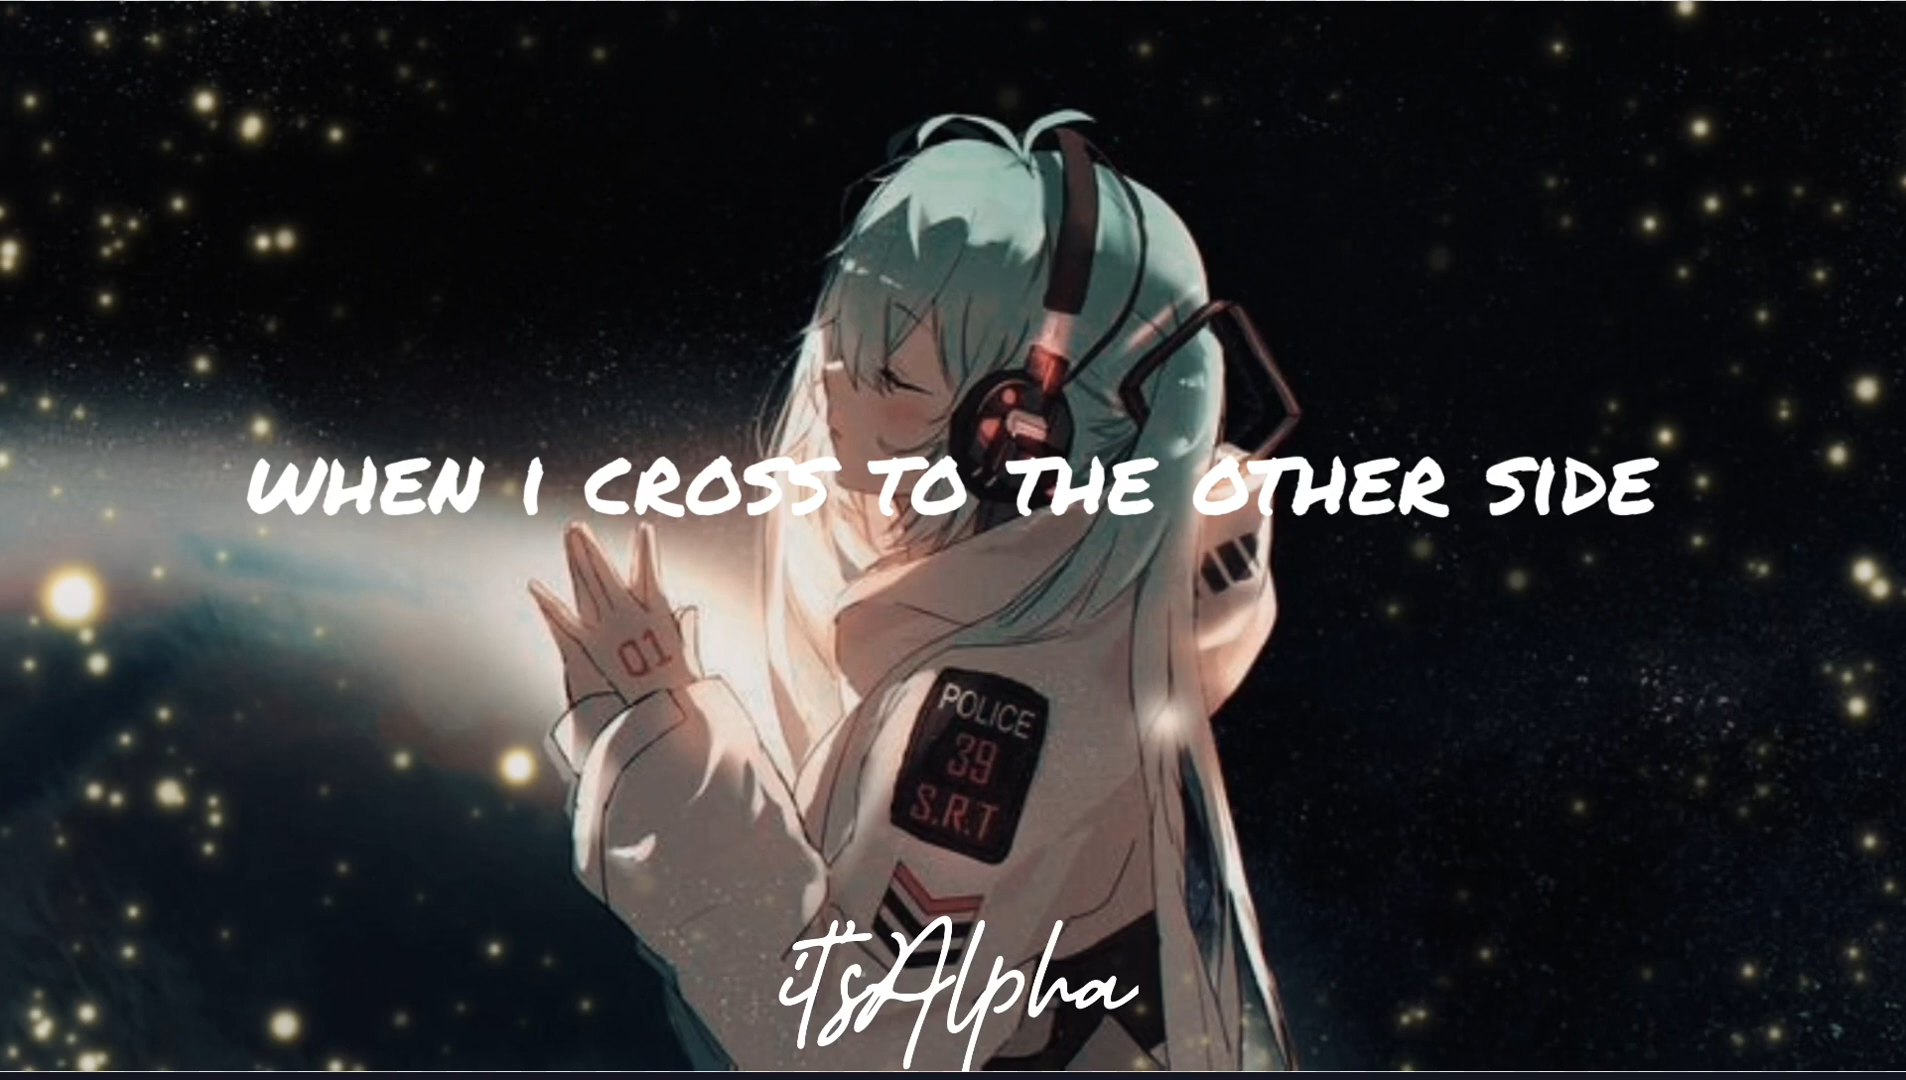 WHEN I CROSS TO THE OTHER SIDE
01
POLICE
39
S.R.T
itsAlpha